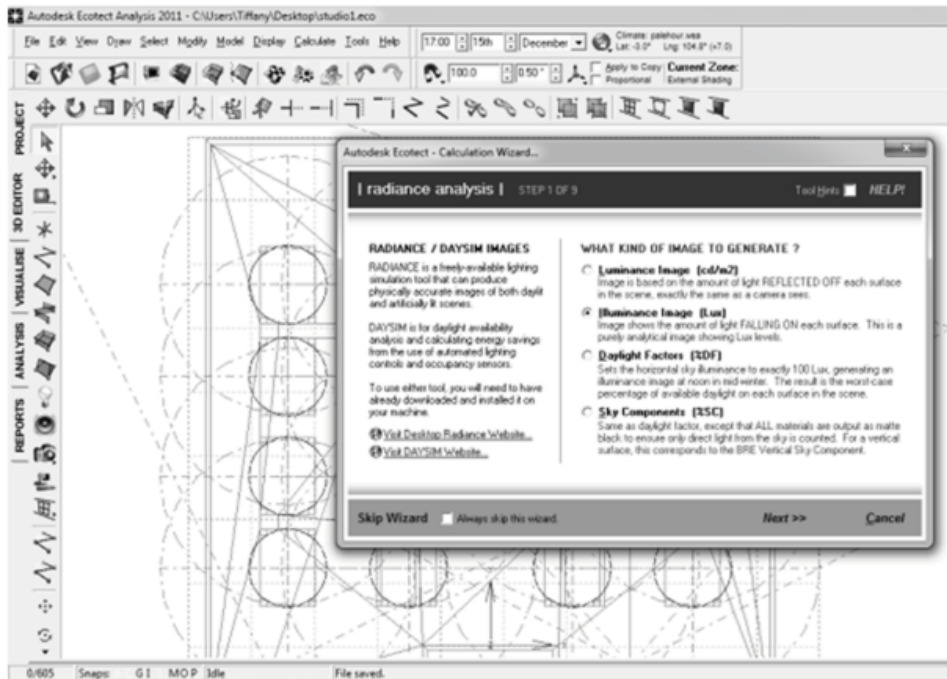 Autodesk Ecotect Analysis 2011 - C:\Users\Tiffany\Desktop\studio1.eco
File Edit View Draw Select Modify Model Display Calculate Tools Help
17:00 15th December
Climate: palehour.wea
Lat: -3.0° Lng: 104.8° (+7.0)
100.0 0.50 °
Apply to Copy
Proportional
Current Zone:
External Shading
PROJECT
3D EDITOR
VISUALISE
ANALYSIS
REPORTS
Autodesk Ecotect - Calculation Wizard...
| radiance analysis | STEP 1 OF 9
Tool Hints HELP!
RADIANCE / DAYSIM IMAGES
RADIANCE is a freely-available lighting
simulation tool that can produce
physically accurate images of both daylit
and artificially lit scenes.
DAYSIM is for daylight availability
analysis and calculating energy savings
from the use of automated lighting
controls and occupancy sensors.
To use either tool, you will need to have
already downloaded and installed it on
your machine.
Visit Desktop Radiance Website...
Visit DAYSIM Website...
WHAT KIND OF IMAGE TO GENERATE ?
Luminance Image (cd/m2)
Image is based on the amount of light REFLECTED OFF each surface
in the scene, exactly the same as a camera sees.
Illuminance Image (Lux)
Image shows the amount of light FALLING ON each surface. This is a
purely analytical image showing Lux levels.
Daylight Factors (%DF)
Sets the horizontal sky illuminance to exactly 100 Lux, generating an
illuminance image at noon in mid-winter. The result is the worst-case
percentage of available daylight on each surface in the scene.
Sky Components (%SC)
Same as daylight factor, except that ALL materials are output as matte
black to ensure only direct light from the sky is counted. For a vertical
surface, this corresponds to the BRE Vertical Sky Component.
Skip Wizard Always skip this wizard.
Next >> Cancel
0/605 Snaps: G I M O P Idle File saved.